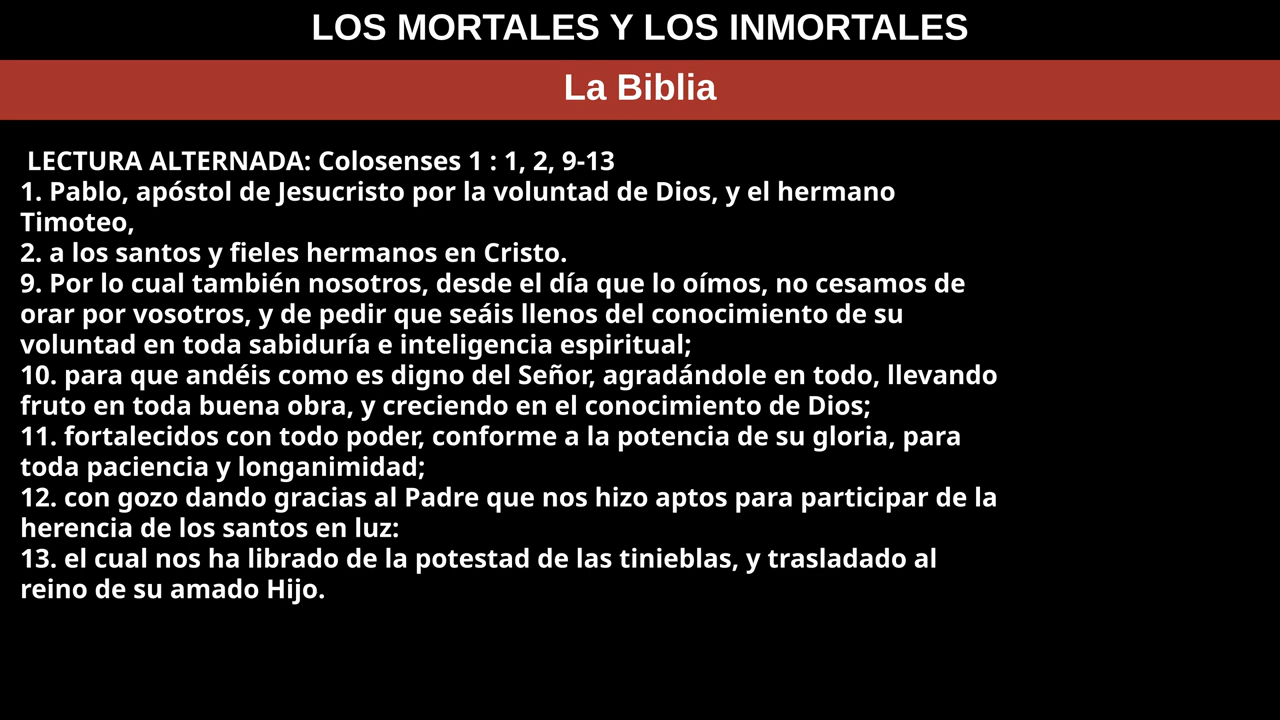 LOS MORTALES Y LOS INMORTALES
La Biblia
LECTURA ALTERNADA: Colosenses 1 : 1, 2, 9-13
1. Pablo, apóstol de Jesucristo por la voluntad de Dios, y el hermano
Timoteo,
2. a los santos y fieles hermanos en Cristo.
9. Por lo cual también nosotros, desde el día que lo oímos, no cesamos de
orar por vosotros, y de pedir que seáis llenos del conocimiento de su
voluntad en toda sabiduría e inteligencia espiritual;
10. para que andéis como es digno del Señor, agradándole en todo, llevando
fruto en toda buena obra, y creciendo en el conocimiento de Dios;
11. fortalecidos con todo poder, conforme a la potencia de su gloria, para
toda paciencia y longanimidad;
12. con gozo dando gracias al Padre que nos hizo aptos para participar de la
herencia de los santos en luz:
13. el cual nos ha librado de la potestad de las tinieblas, y trasladado al
reino de su amado Hijo.